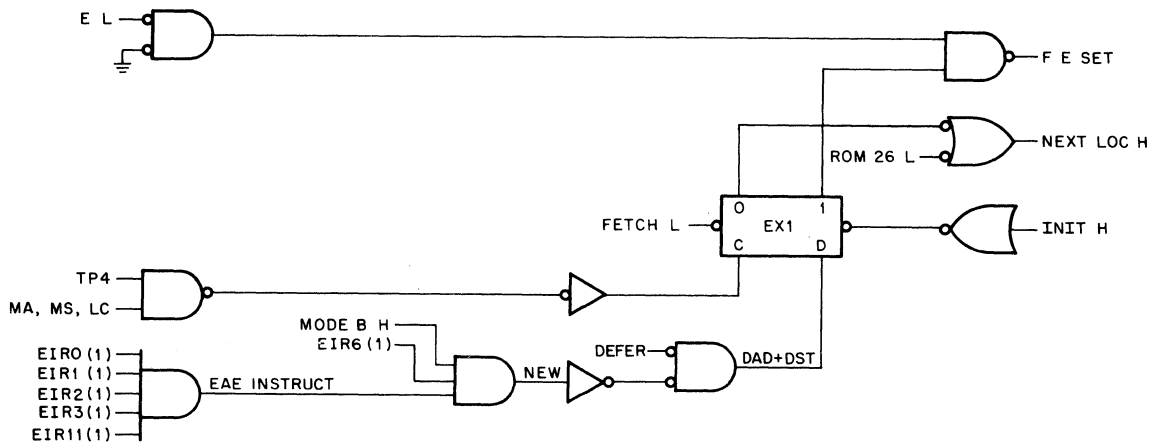 E L
F E SET
NEXT LOC H
ROM 26 L
0 1
FETCH L
EX1
INIT H
C D
TP4
MA, MS, LC
MODE B H
EIR6(1)
DEFER
DAD+DST
NEW
EIR0(1)
EIR1(1)
EAE INSTRUCT
EIR2(1)
EIR3(1)
EIR11(1)